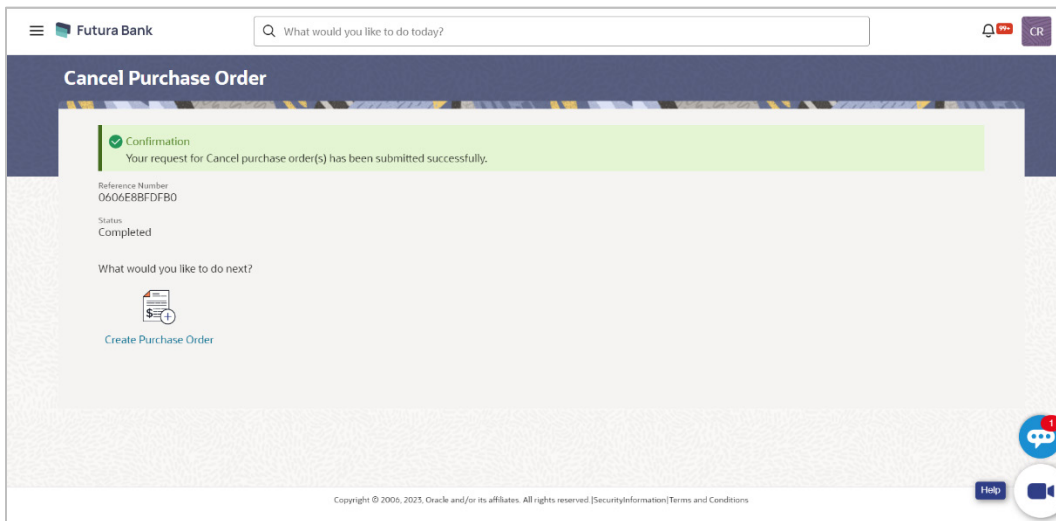 Futura Bank
What would you like to do today?
99+
CR
Cancel Purchase Order
Confirmation
Your request for Cancel purchase order(s) has been submitted successfully.
Reference Number
0606E8BFDFB0
Status
Completed
What would you like to do next?
$
Create Purchase Order
1
Help
Copyright © 2006, 2023, Oracle and/or its affiliates. All rights reserved.|SecurityInformation|Terms and Conditions